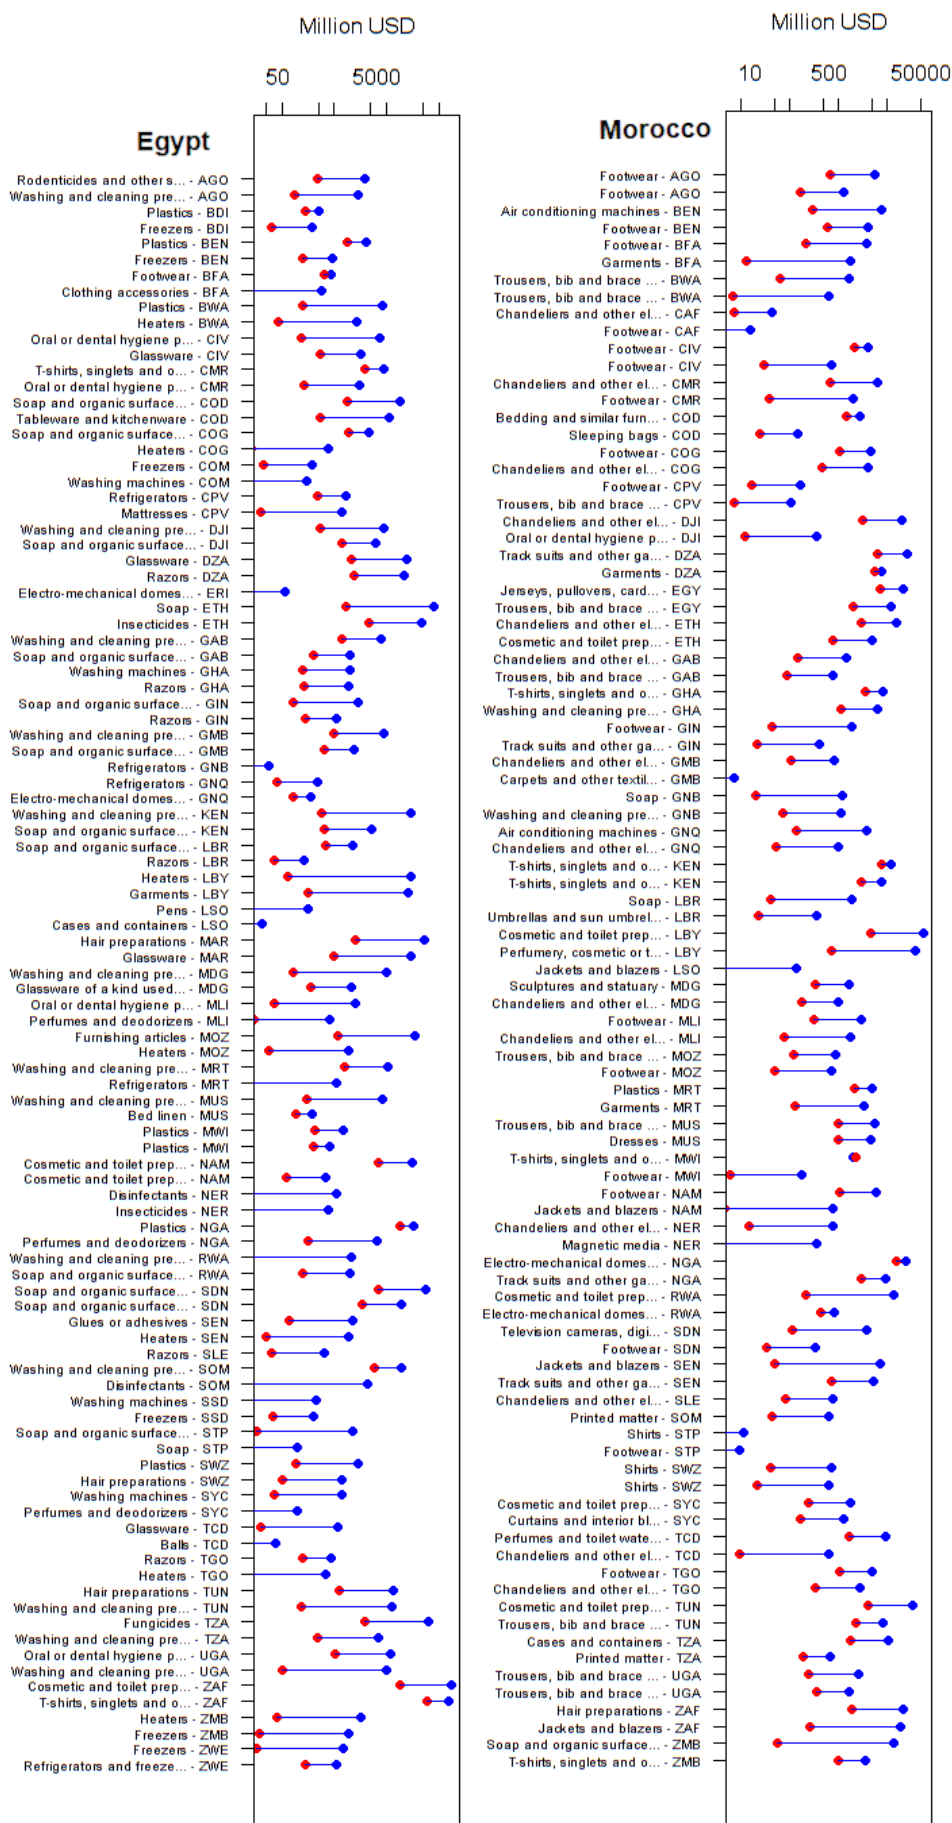 Million USD
50 5000
Egypt
Rodenticides and other s... - AGO
Washing and cleaning pre... - AGO
Plastics - BDI
Freezers - BDI
Plastics - BEN
Freezers - BEN
Footwear - BFA
Clothing accessories - BFA
Plastics - BWA
Heaters - BWA
Oral or dental hygiene p... - CIV
Glassware - CIV
T-shirts, singlets and o... - CMR
Oral or dental hygiene p... - CMR
Soap and organic surface... - COD
Tableware and kitchenware - COD
Soap and organic surface... - COG
Heaters - COG
Freezers - COM
Washing machines - COM
Refrigerators - CPV
Mattresses - CPV
Washing and cleaning pre... - DJI
Soap and organic surface... - DJI
Glassware - DZA
Razors - DZA
Electro-mechanical domes... - ERI
Soap - ETH
Insecticides - ETH
Washing and cleaning pre... - GAB
Soap and organic surface... - GAB
Washing machines - GHA
Razors - GHA
Soap and organic surface... - GIN
Razors - GIN
Washing and cleaning pre... - GMB
Soap and organic surface... - GMB
Refrigerators - GNB
Refrigerators - GNQ
Electro-mechanical domes... - GNQ
Washing and cleaning pre... - KEN
Soap and organic surface... - KEN
Soap and organic surface... - LBR
Razors - LBR
Heaters - LBY
Garments - LBY
Pens - LSO
Cases and containers - LSO
Hair preparations - MAR
Glassware - MAR
Washing and cleaning pre... - MDG
Glassware of a kind used... - MDG
Oral or dental hygiene p... - MLI
Perfumes and deodorizers - MLI
Furnishing articles - MOZ
Heaters - MOZ
Washing and cleaning pre... - MRT
Refrigerators - MRT
Washing and cleaning pre... - MUS
Bed linen - MUS
Plastics - MWI
Plastics - MWI
Cosmetic and toilet prep... - NAM
Cosmetic and toilet prep... - NAM
Disinfectants - NER
Insecticides - NER
Plastics - NGA
Perfumes and deodorizers - NGA
Washing and cleaning pre... - RWA
Soap and organic surface... - RWA
Soap and organic surface... - SDN
Soap and organic surface... - SDN
Glues or adhesives - SEN
Heaters - SEN
Razors - SLE
Washing and cleaning pre... - SOM
Disinfectants - SOM
Washing machines - SSD
Freezers - SSD
Soap and organic surface... - STP
Soap - STP
Plastics - SWZ
Hair preparations - SWZ
Washing machines - SYC
Perfumes and deodorizers - SYC
Glassware - TCD
Balls - TCD
Razors - TGO
Heaters - TGO
Hair preparations - TUN
Washing and cleaning pre... - TUN
Fungicides - TZA
Washing and cleaning pre... - TZA
Oral or dental hygiene p... - UGA
Washing and cleaning pre... - UGA
Cosmetic and toilet prep... - ZAF
T-shirts, singlets and o... - ZAF
Heaters - ZMB
Freezers - ZMB
Freezers - ZWE
Refrigerators and freeze... - ZWE
Million USD
10 500 50000
Morocco
Footwear - AGO
Footwear - AGO
Air conditioning machines - BEN
Footwear - BEN
Footwear - BFA
Garments - BFA
Trousers, bib and brace ... - BWA
Trousers, bib and brace ... - BWA
Chandeliers and other el... - CAF
Footwear - CAF
Footwear - CIV
Footwear - CIV
Chandeliers and other el... - CMR
Footwear - CMR
Bedding and similar furn... - COD
Sleeping bags - COD
Footwear - COG
Chandeliers and other el... - COG
Footwear - CPV
Trousers, bib and brace ... - CPV
Chandeliers and other el... - DJI
Oral or dental hygiene p... - DJI
Track suits and other ga... - DZA
Garments - DZA
Jerseys, pullovers, card... - EGY
Trousers, bib and brace ... - EGY
Chandeliers and other el... - ETH
Cosmetic and toilet prep... - ETH
Chandeliers and other el... - GAB
Trousers, bib and brace ... - GAB
T-shirts, singlets and o... - GHA
Washing and cleaning pre... - GHA
Footwear - GIN
Track suits and other ga... - GIN
Chandeliers and other el... - GMB
Carpets and other textil... - GMB
Soap - GNB
Washing and cleaning pre... - GNB
Air conditioning machines - GNQ
Chandeliers and other el... - GNQ
T-shirts, singlets and o... - KEN
T-shirts, singlets and o... - KEN
Soap - LBR
Umbrellas and sun umbrel... - LBR
Cosmetic and toilet prep... - LBY
Perfumery, cosmetic or t... - LBY
Jackets and blazers - LSO
Sculptures and statuary - MDG
Chandeliers and other el... - MDG
Footwear - MLI
Chandeliers and other el... - MLI
Trousers, bib and brace ... - MOZ
Footwear - MOZ
Plastics - MRT
Garments - MRT
Trousers, bib and brace ... - MUS
Dresses - MUS
T-shirts, singlets and o... - MWI
Footwear - MWI
Footwear - NAM
Jackets and blazers - NAM
Chandeliers and other el... - NER
Magnetic media - NER
Electro-mechanical domes... - NGA
Track suits and other ga... - NGA
Cosmetic and toilet prep... - RWA
Electro-mechanical domes... - RWA
Television cameras, digi... - SDN
Footwear - SDN
Jackets and blazers - SEN
Track suits and other ga... - SEN
Chandeliers and other el... - SLE
Printed matter - SOM
Shirts - STP
Footwear - STP
Shirts - SWZ
Shirts - SWZ
Cosmetic and toilet prep... - SYC
Curtains and interior bl... - SYC
Perfumes and toilet wate... - TCD
Chandeliers and other el... - TCD
Footwear - TGO
Chandeliers and other el... - TGO
Cosmetic and toilet prep... - TUN
Trousers, bib and brace ... - TUN
Cases and containers - TZA
Printed matter - TZA
Trousers, bib and brace ... - UGA
Trousers, bib and brace ... - UGA
Hair preparations - ZAF
Jackets and blazers - ZAF
Soap and organic surface... - ZMB
T-shirts, singlets and o... - ZMB